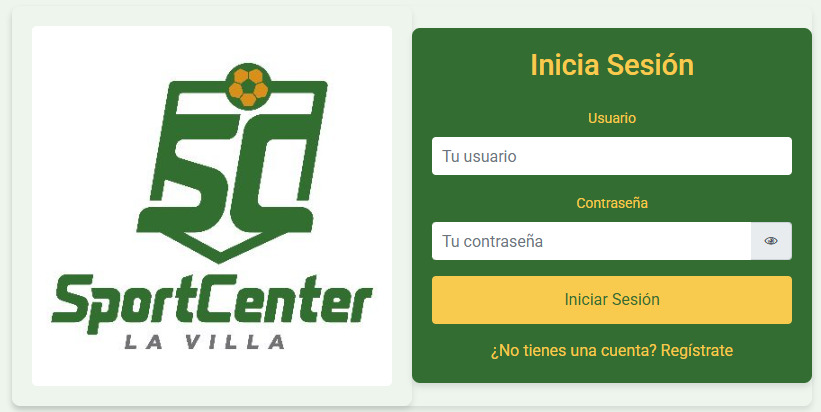 SC
SportCenter
LA VILLA
Inicia Sesión
Usuario
Tu usuario
Contraseña
Tu contraseña
Iniciar Sesión
¿No tienes una cuenta? Regístrate